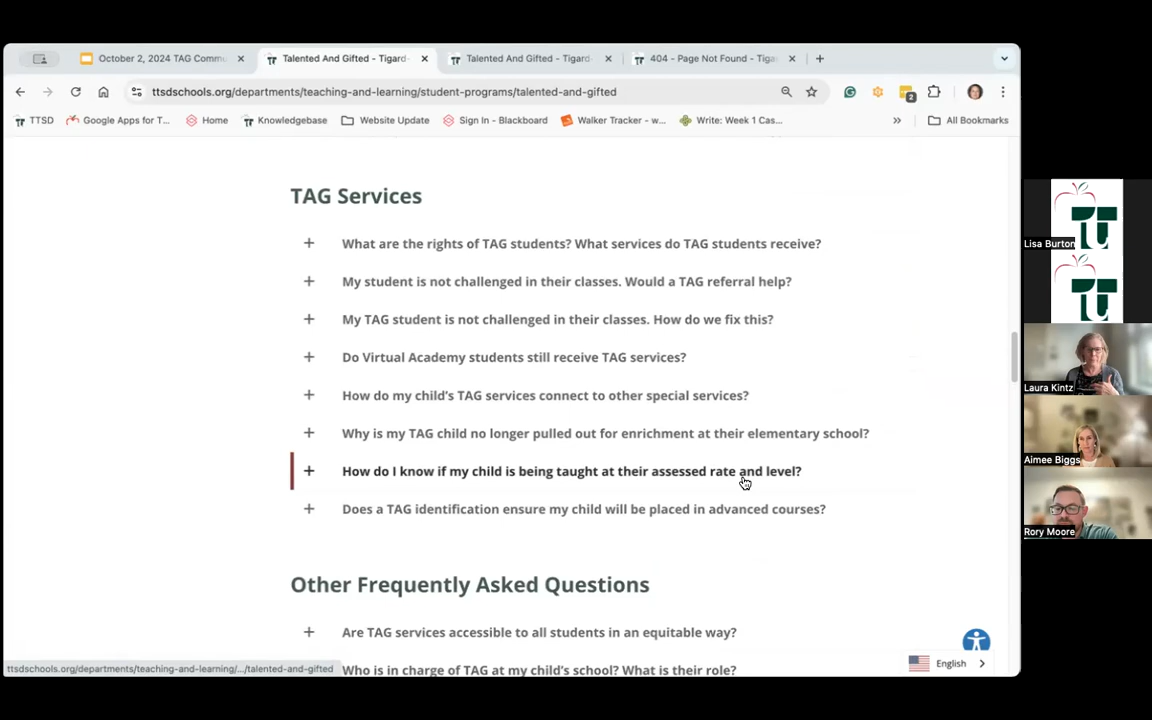 October 2, 2024 TAG Commu
Talented And Gifted - Tigard-
Talented And Gifted - Tigard-
404 - Page Not Found - Tiga
ttsdschools.org/departments/teaching-and-learning/student-programs/talented-and-gifted
2
TTSD
Google Apps for T...
Home
Knowledgebase
Website Update
Sign In - Blackboard
Walker Tracker - w...
Write: Week 1 Cas...
»
All Bookmarks
TAG Services
+ What are the rights of TAG students? What services do TAG students receive?
+ My student is not challenged in their classes. Would a TAG referral help?
+ My TAG student is not challenged in their classes. How do we fix this?
+ Do Virtual Academy students still receive TAG services?
+ How do my child's TAG services connect to other special services?
+ Why is my TAG child no longer pulled out for enrichment at their elementary school?
+ How do I know if my child is being taught at their assessed rate and level?
+ Does a TAG identification ensure my child will be placed in advanced courses?
Other Frequently Asked Questions
+ Are TAG services accessible to all students in an equitable way?
Who is in charge of TAG at my child's school? What is their role?
ttsdschools.org/departments/teaching-and-learning/.../talented-and-gifted
English
Lisa Burton
Laura Kintz
Aimee Biggs
Rory Moore